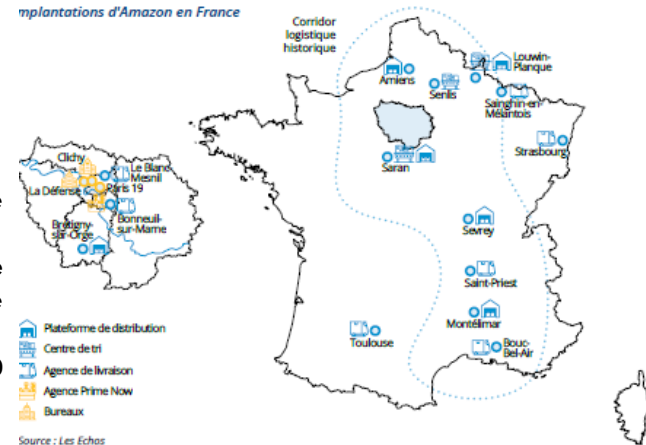 mplantations d'Amazon en France
Corridor
logistique
historique
Louwin-
Planque
Amiens
Senlis
Sainghin-en-
Mélantois
Strasbourg
Saran
Clichy
Le Blanc
Mesnil
La Défense
Paris 19
Bonneuil-
sur-Marne
Brétigny-
sur-Orge
Sevrey
Saint-Priest
Montélimar
Toulouse
Bouc-
Bel-Air
Plateforme de distribution
Centre de tri
Agence de livraison
Agence Prime Now
Bureaux
Source : Les Echos